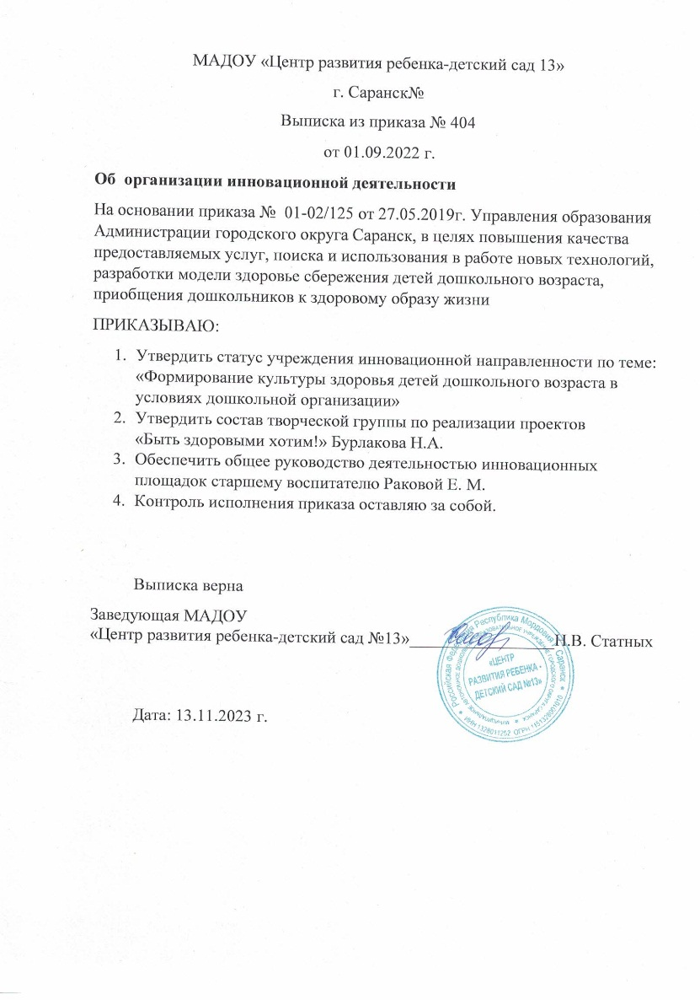 МАДОУ «Центр развития ребенка-детский сад 13»
г. Саранск№
Выписка из приказа № 404
от 01.09.2022 г.
Об организации инновационной деятельности
На основании приказа № 01-02/125 от 27.05.2019г. Управления образования
Администрации городского округа Саранск, в целях повышения качества
предоставляемых услуг, поиска и использования в работе новых технологий,
разработки модели здоровье сбережения детей дошкольного возраста,
приобщения дошкольников к здоровому образу жизни
ПРИКАЗЫВАЮ:
1. Утвердить статус учреждения инновационной направленности по теме:
«Формирование культуры здоровья детей дошкольного возраста в
условиях дошкольной организации»
2. Утвердить состав творческой группы по реализации проектов
«Быть здоровыми хотим!» Бурлакова Н.А.
3. Обеспечить общее руководство деятельностью инновационных
площадок старшему воспитателю Раковой Е. М.
4. Контроль исполнения приказа оставляю за собой.
Выписка верна
Заведующая МАДОУ
«Центр развития ребенка-детский сад №13»__________________Н.В. Статных
Российская Республика Мордовия г. Саранск
«ЦЕНТР
РАЗВИТИЯ РЕБЕНКА -
ДЕТСКИЙ САД №13»
Дата: 13.11.2023 г.